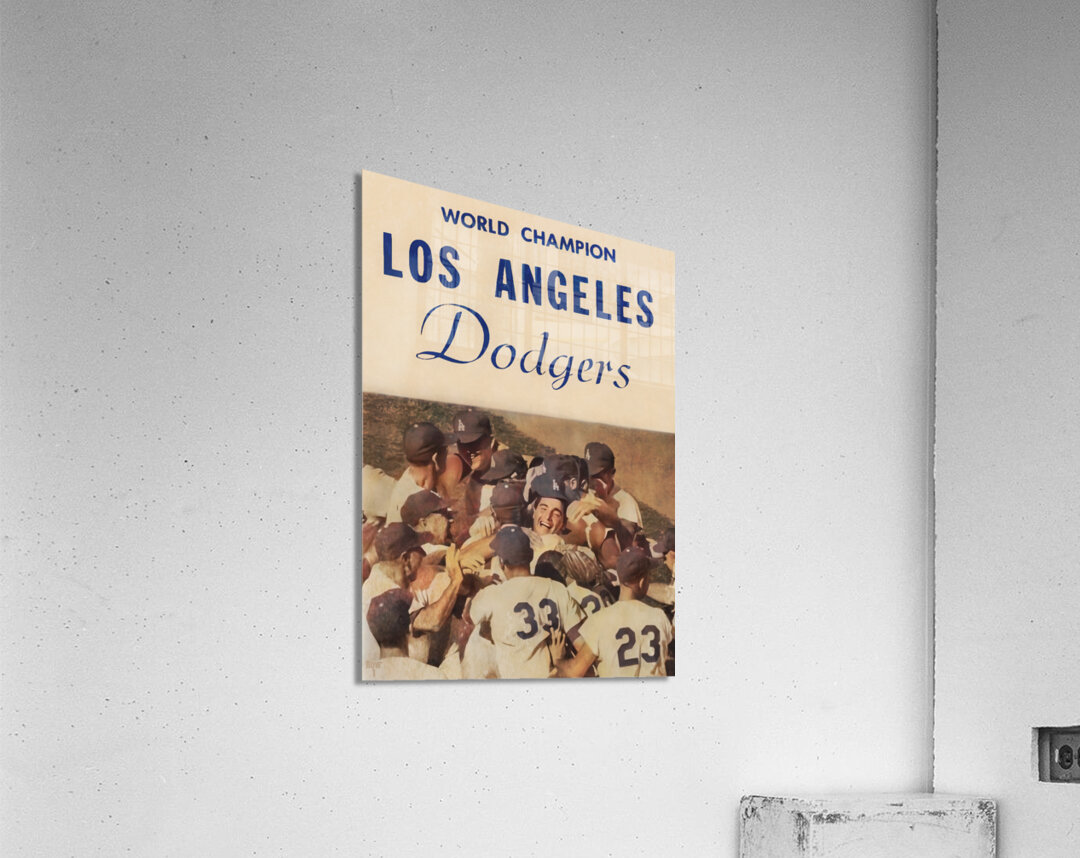 WORLD CHAMPION
LOS ANGELES
Dodgers
33
23